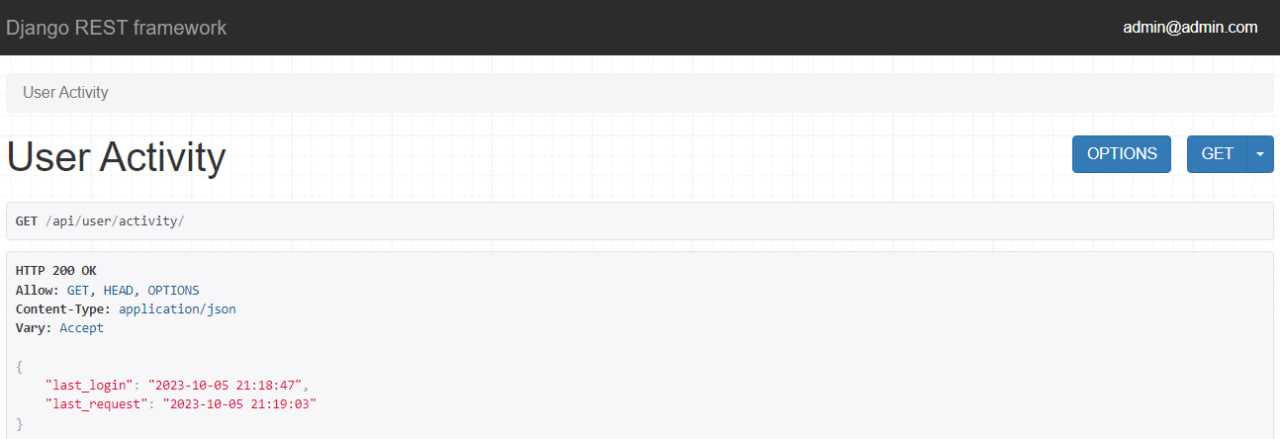 Django REST framework
admin@admin.com
User Activity
User Activity
OPTIONS
GET
GET /api/user/activity/
HTTP 200 OK
Allow: GET, HEAD, OPTIONS
Content-Type: application/json
Vary: Accept
{
    "last_login": "2023-10-05 21:18:47",
    "last_request": "2023-10-05 21:19:03"
}